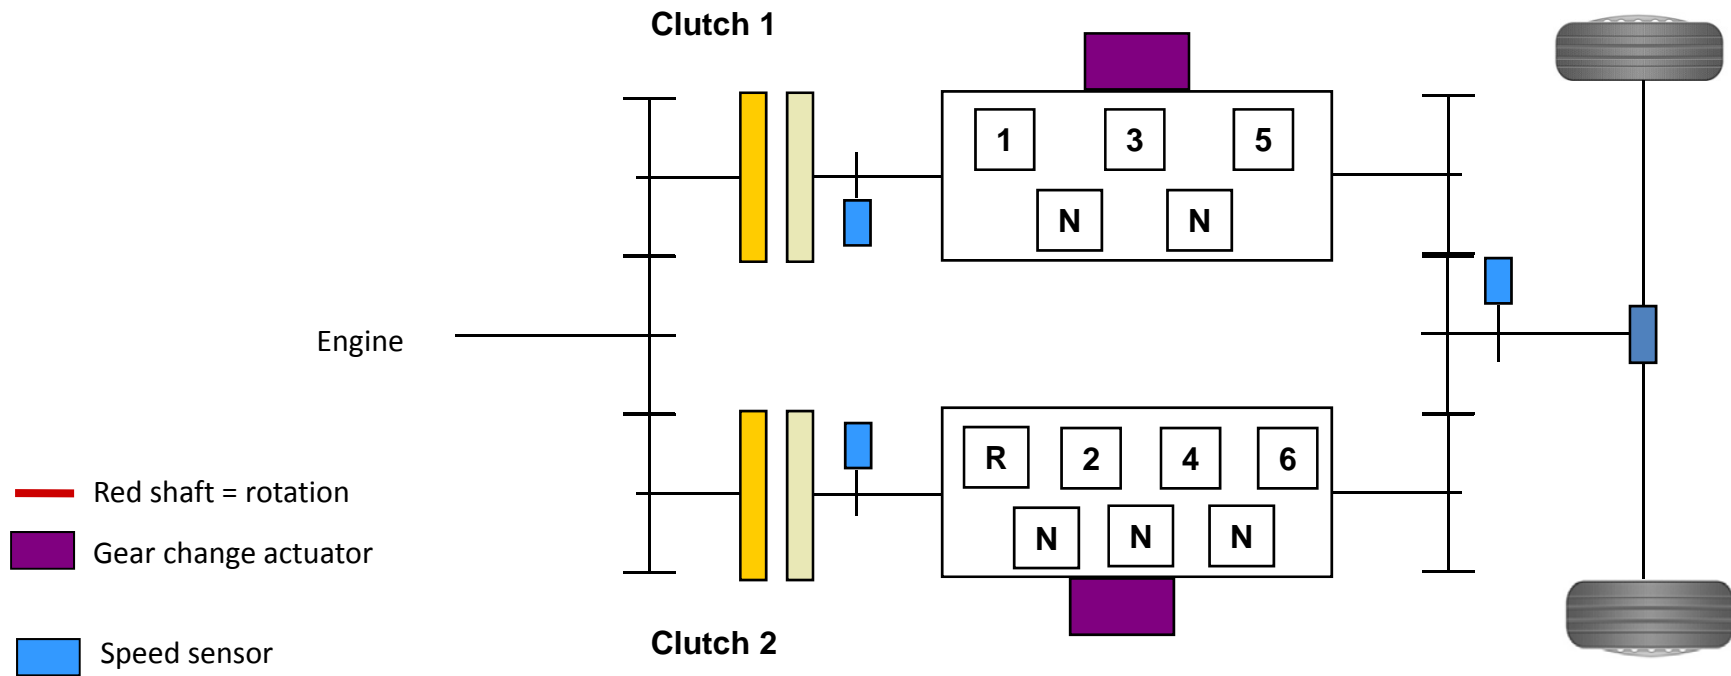 Clutch 1
1 3 5
N N
Engine
R 2 4 6
N N N
Red shaft = rotation
Gear change actuator
Clutch 2
Speed sensor